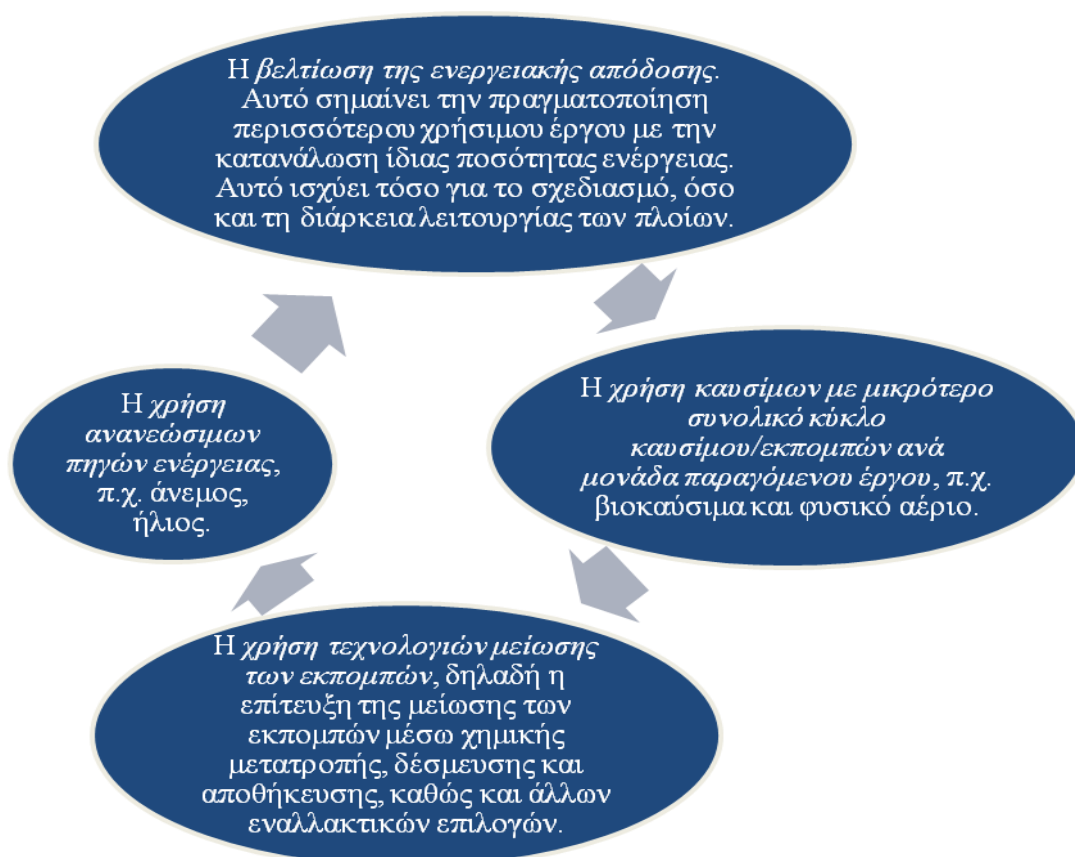 Η βελτίωση της ενεργειακής απόδοσης.
Αυτό σημαίνει την πραγματοποίηση
περισσότερου χρήσιμου έργου με την
κατανάλωση ίδιας ποσότητας ενέργειας.
Αυτό ισχύει τόσο για το σχεδιασμό, όσο
και τη διάρκεια λειτουργίας των πλοίων.
Η χρήση καυσίμων με μικρότερο
συνολικό κύκλο
καυσίμου/εκπομπών ανά
μονάδα παραγόμενου έργου, π.χ.
βιοκαύσιμα και φυσικό αέριο.
Η χρήση τεχνολογιών μείωσης
των εκπομπών, δηλαδή η
επίτευξη της μείωσης των
εκπομπών μέσω χημικής
μετατροπής, δέσμευσης και
αποθήκευσης, καθώς και άλλων
εναλλακτικών επιλογών.
Η χρήση
ανανεώσιμων
πηγών ενέργειας,
π.χ. άνεμος,
ήλιος.